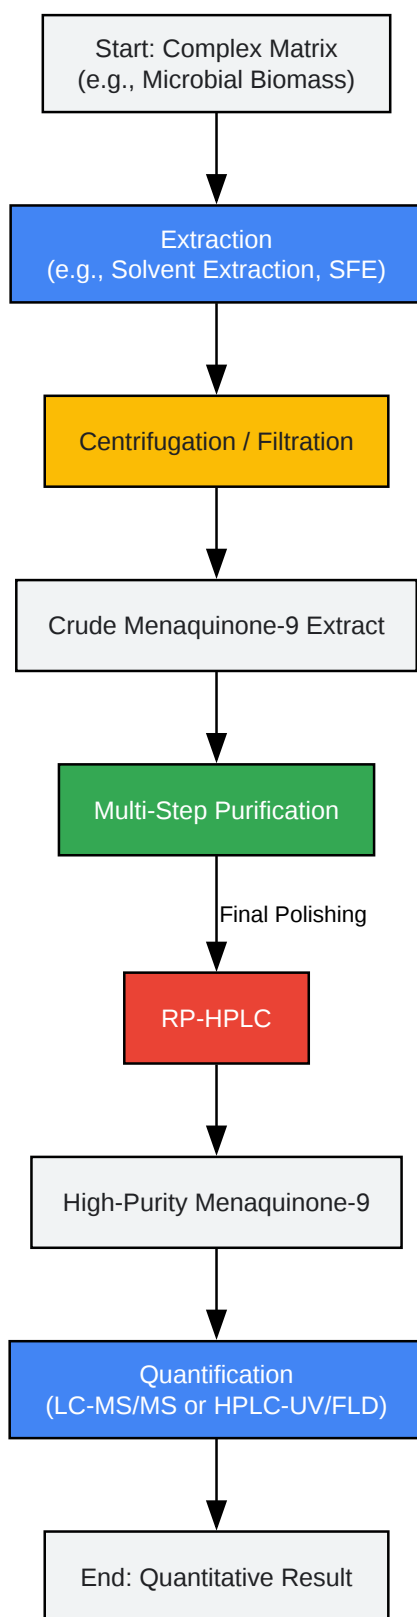 Start: Complex Matrix
(e.g., Microbial Biomass)
Extraction
(e.g., Solvent Extraction, SFE)
Centrifugation / Filtration
Crude Menaquinone-9 Extract
Multi-Step Purification
Final Polishing
RP-HPLC
High-Purity Menaquinone-9
Quantification
(LC-MS/MS or HPLC-UV/FLD)
End: Quantitative Result